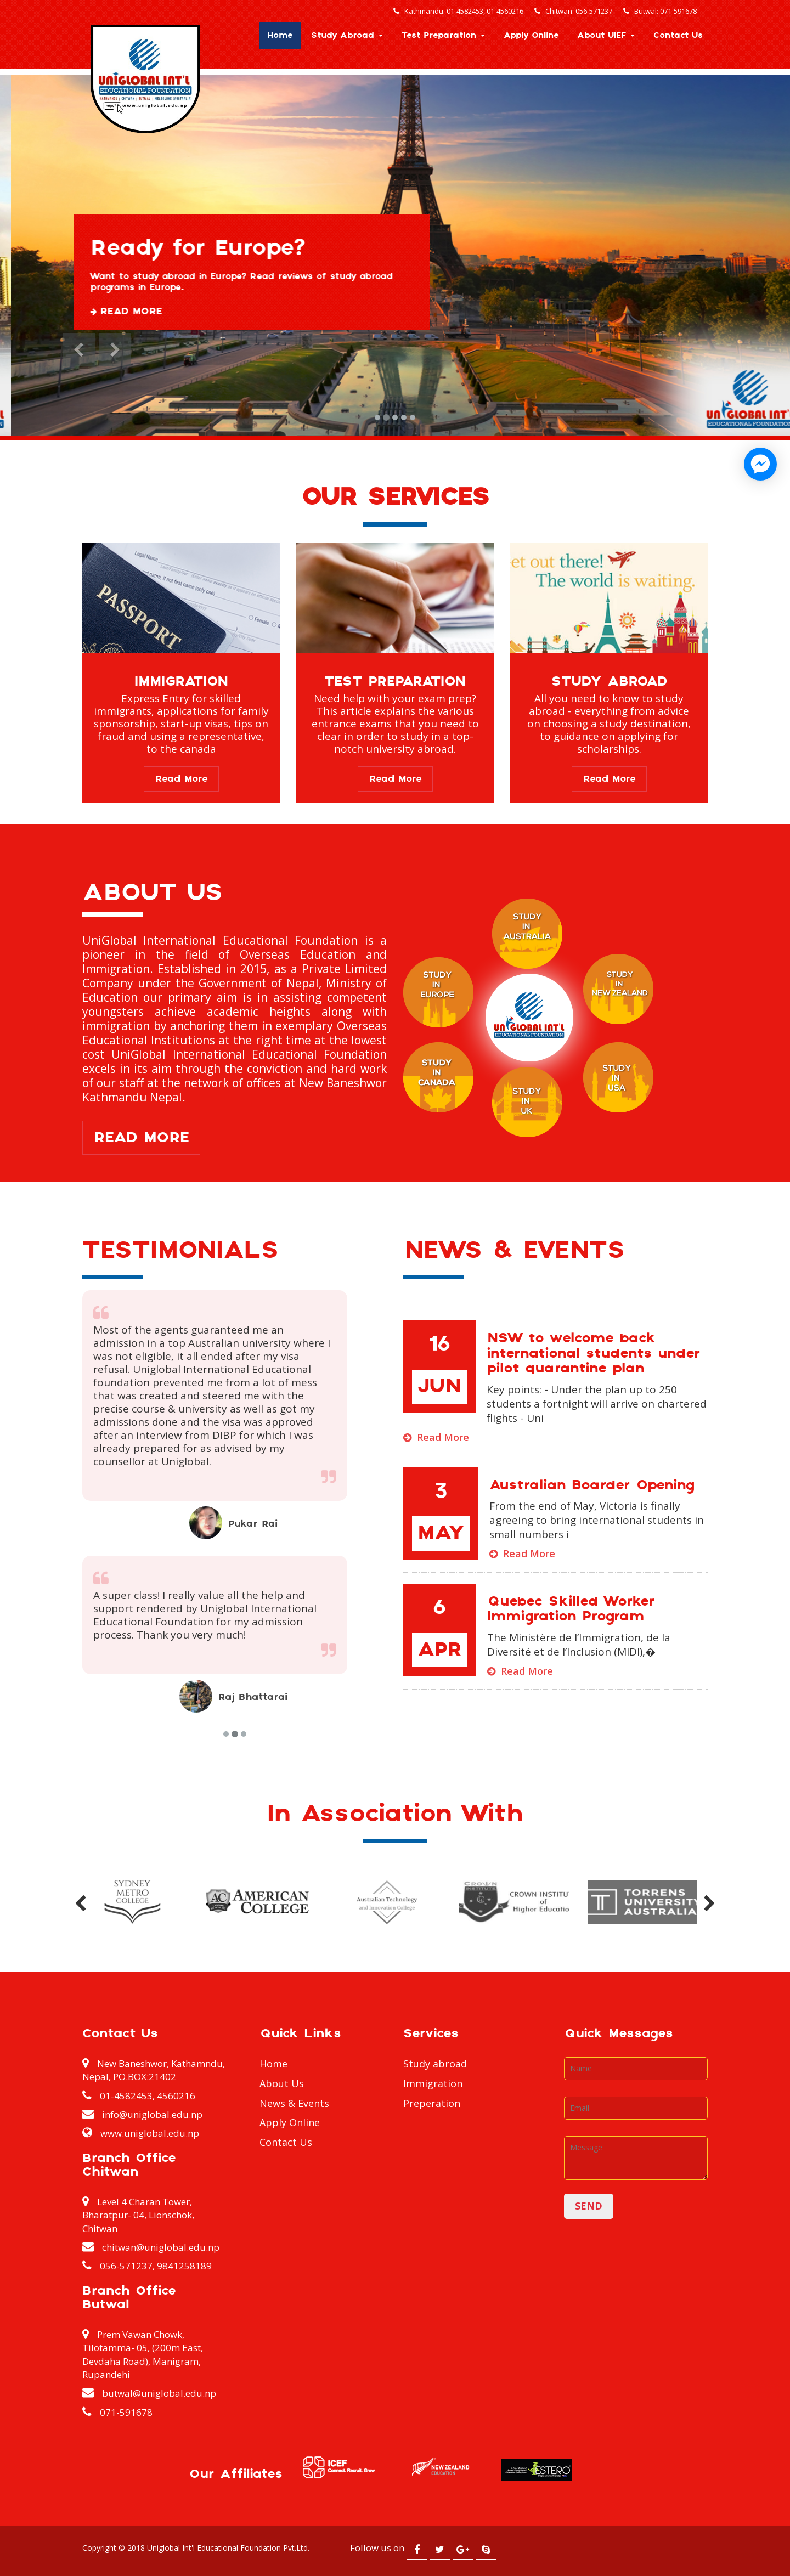 Kathmandu: 01-4582453, 01-4560216 Chitwan: 056-571237 Butwal: 071-591678
Home Study Abroad Test Preparation Apply Online About UIEF Contact Us
UNIGLOBAL INT'L
EDUCATIONAL FOUNDATION
www.uniglobal.edu.np
Ready for Europe?
Want to study abroad in Europe? Read reviews of study abroad
programs in Europe.
READ MORE
UNIGLOBAL INT'L
EDUCATIONAL FOUNDATION
OUR SERVICES
PASSPORT
et out there!
The world is waiting.
IMMIGRATION
Express Entry for skilled
immigrants, applications for family
sponsorship, start-up visas, tips on
fraud and using a representative,
to the canada
Read More
TEST PREPARATION
Need help with your exam prep?
This article explains the various
entrance exams that you need to
clear in order to study in a top-
notch university abroad.
Read More
STUDY ABROAD
All you need to know to study
abroad - everything from advice
on choosing a study destination,
to guidance on applying for
scholarships.
Read More
ABOUT US
UniGlobal International Educational Foundation is a
pioneer in the field of Overseas Education and
Immigration. Established in 2015, as a Private Limited
Company under the Government of Nepal, Ministry of
Education our primary aim is in assisting competent
youngsters achieve academic heights along with
immigration by anchoring them in exemplary Overseas
Educational Institutions at the right time at the lowest
cost UniGlobal International Educational Foundation
excels in its aim through the conviction and hard work
of our staff at the network of offices at New Baneshwor
Kathmandu Nepal.
READ MORE
STUDY
IN
AUSTRALIA
STUDY
IN
EUROPE
STUDY
IN
NEW ZEALAND
UNIGLOBAL INT'L
EDUCATIONAL FOUNDATION
STUDY
IN
CANADA
STUDY
IN
USA
STUDY
IN
UK
TESTIMONIALS
Most of the agents guaranteed me an
admission in a top Australian university where I
was not eligible, it all ended after my visa
refusal. Uniglobal International Educational
foundation prevented me from a lot of mess
that was created and steered me with the
precise course & university as well as got my
admissions done and the visa was approved
after an interview from DIBP for which I was
already prepared for as advised by my
counsellor at Uniglobal.
Pukar Rai
A super class! I really value all the help and
support rendered by Uniglobal International
Educational Foundation for my admission
process. Thank you very much!
Raj Bhattarai
NEWS & EVENTS
16
JUN
NSW to welcome back
international students under
pilot quarantine plan
Key points: - Under the plan up to 250
students a fortnight will arrive on chartered
flights - Uni
Read More
3
MAY
Australian Boarder Opening
From the end of May, Victoria is finally
agreeing to bring international students in
small numbers i
Read More
6
APR
Quebec Skilled Worker
Immigration Program
The Ministère de l’Immigration, de la
Diversité et de l’Inclusion (MIDI),�
Read More
In Association With
SYDNEY
METRO
COLLEGE
AC AMERICAN
COLLEGE
Australian Technology
and Innovation College
CROWN
CROWN INSTITU
of Higher Educatio
TORRENS
UNIVERSITY
AUSTRALIA
Contact Us
New Baneshwor, Kathamndu,
Nepal, PO.BOX:21402
01-4582453, 4560216
info@uniglobal.edu.np
www.uniglobal.edu.np
Branch Office
Chitwan
Level 4 Charan Tower,
Bharatpur- 04, Lionschok,
Chitwan
chitwan@uniglobal.edu.np
056-571237, 9841258189
Branch Office
Butwal
Prem Vawan Chowk,
Tilotamma- 05, (200m East,
Devdaha Road), Manigram,
Rupandehi
butwal@uniglobal.edu.np
071-591678
Quick Links
Home
About Us
News & Events
Apply Online
Contact Us
Services
Study abroad
Immigration
Preperation
Quick Messages
Name
Email
Message
SEND
Our Affiliates
ICEF
Connect. Recruit. Grow.
NEW ZEALAND
EDUCATION
ESTERO
Copyright © 2018 Uniglobal Int'l Educational Foundation Pvt.Ltd.
Follow us on